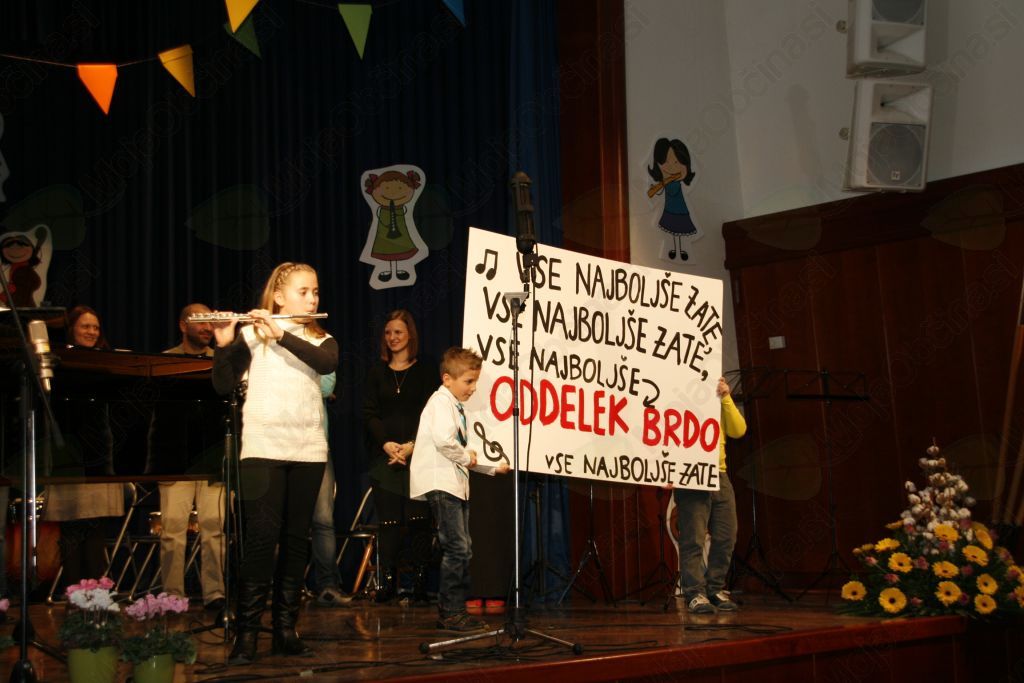 VSE NAJBOLJŠE ZATE,
VSE NAJBOLJŠE ZATE,
VSE NAJBOLJŠE
ODDELEK BRDO
VSE NAJBOLJŠE ZATE